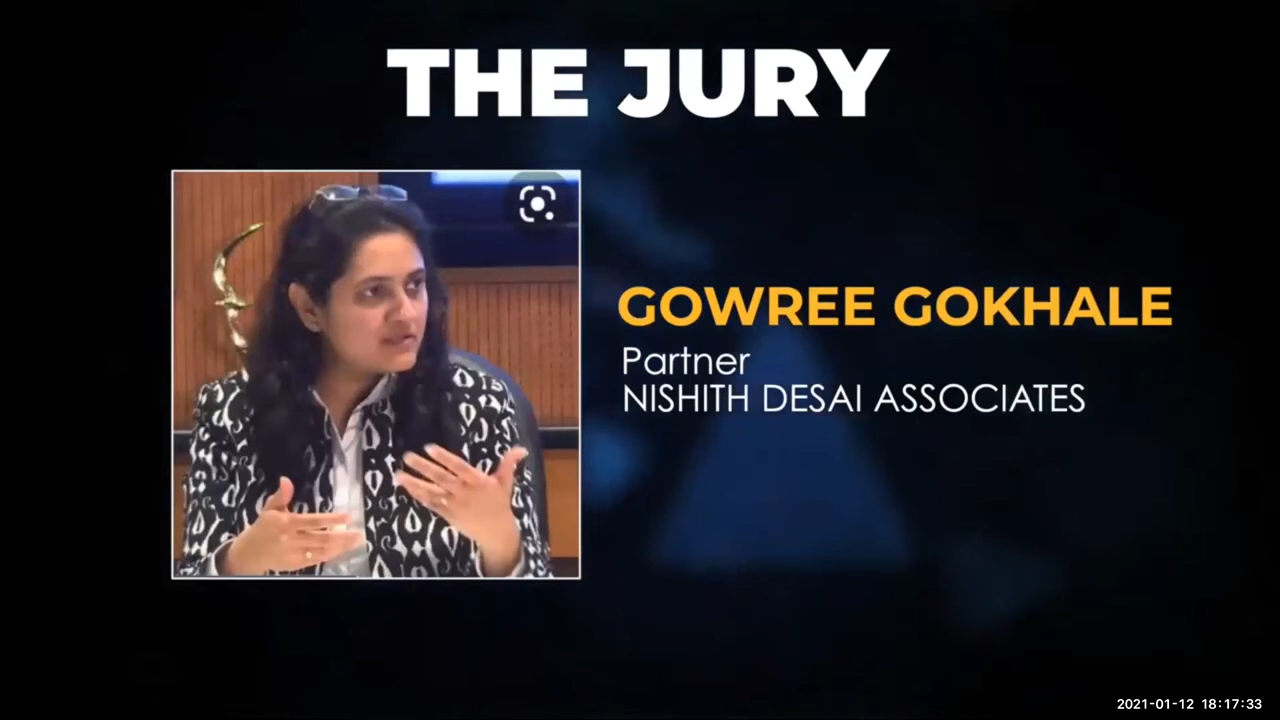 THE JURY
GOWREE GOKHALE
Partner
NISHITH DESAI ASSOCIATES
2021-01-12 18:17:33